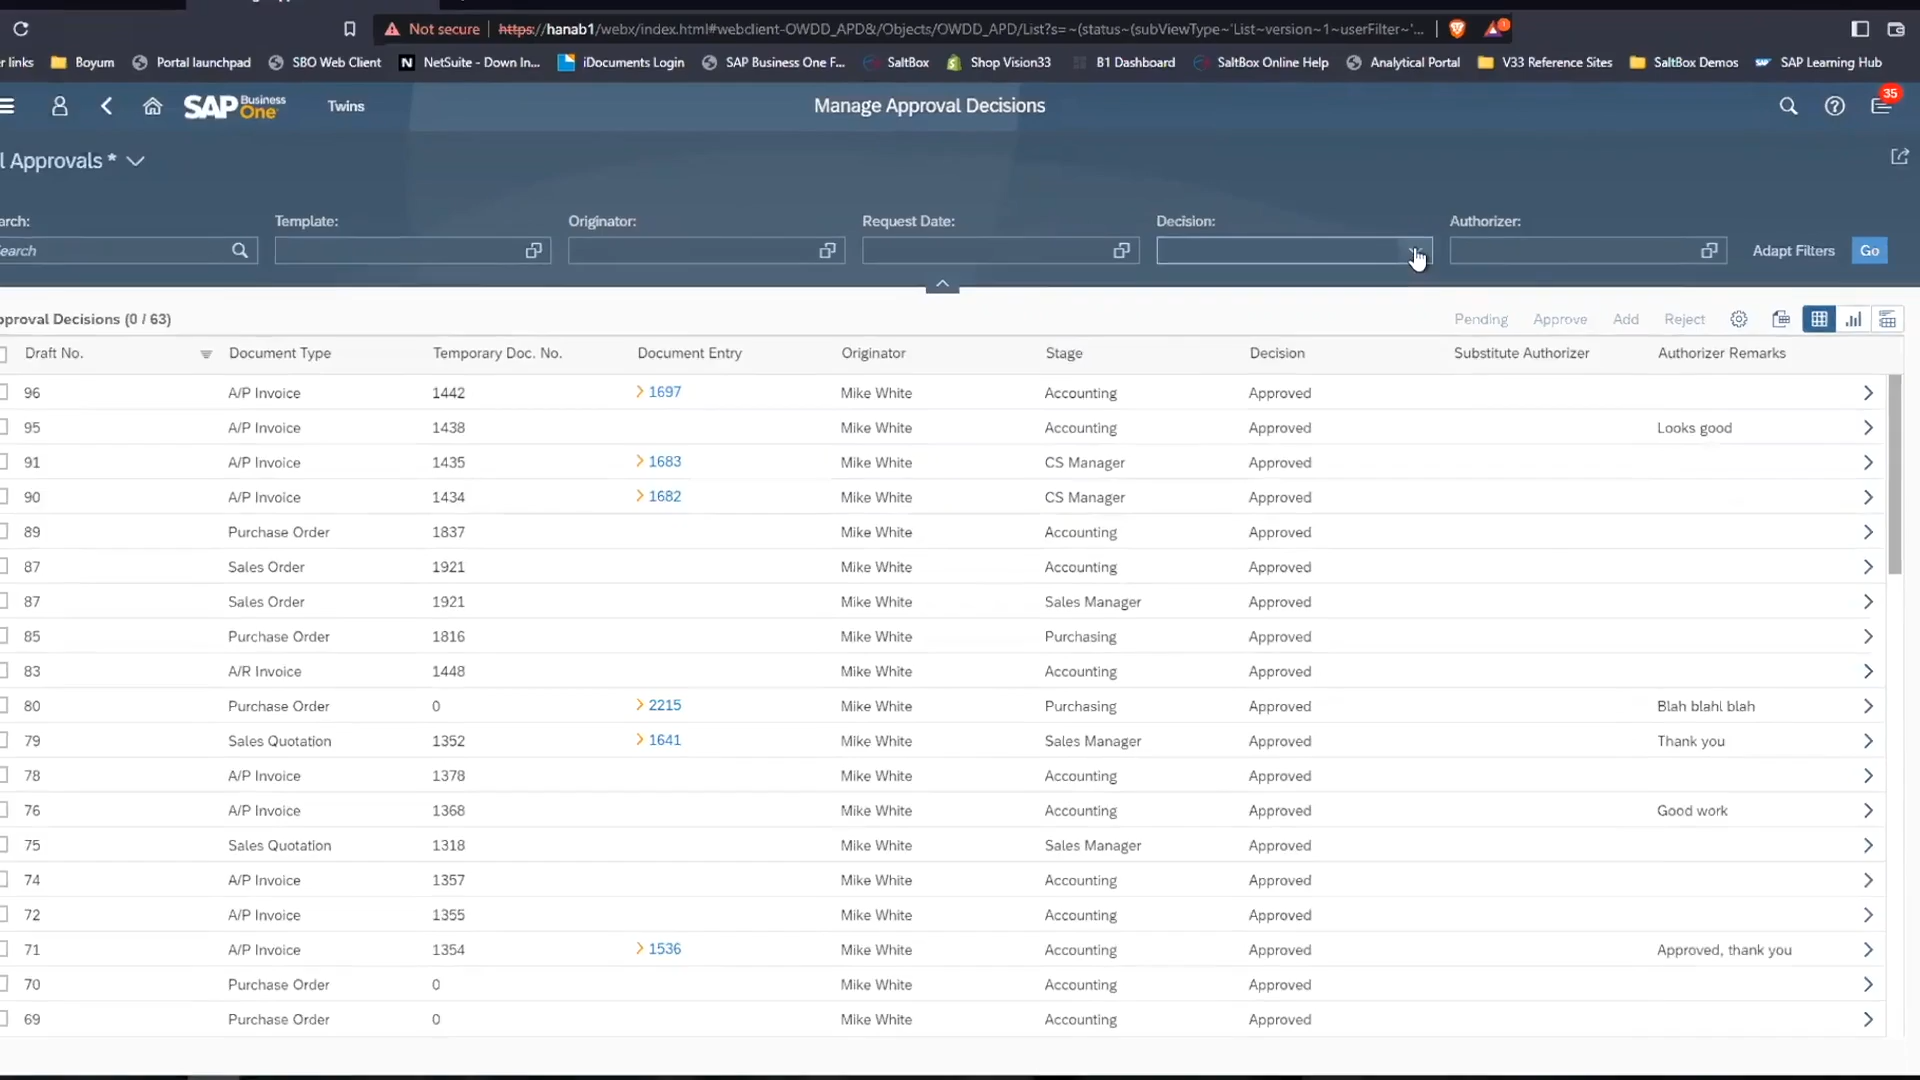 Not secure https://hanab1/webx/index.html#webclient-OWDD_APD&/Objects/OWDD_APD/List?s=~(status~(subViewType~'List~version~1~userFilter~'...
r links Boyum Portal launchpad SBO Web Client NetSuite - Down In... iDocuments Login SAP Business One F... SaltBox Shop Vision33 B1 Dashboard SaltBox Online Help Analytical Portal V33 Reference Sites SaltBox Demos SAP Learning Hub
SAP Business One Twins Manage Approval Decisions 35
l Approvals *
arch: Template: Originator: Request Date: Decision: Authorizer:
earch Adapt Filters Go
pproval Decisions (0 / 63) Pending Approve Add Reject
Draft No. Document Type Temporary Doc. No. Document Entry Originator Stage Decision Substitute Authorizer Authorizer Remarks
96 A/P Invoice 1442 1697 Mike White Accounting Approved
95 A/P Invoice 1438 Mike White Accounting Approved Looks good
91 A/P Invoice 1435 1683 Mike White CS Manager Approved
90 A/P Invoice 1434 1682 Mike White CS Manager Approved
89 Purchase Order 1837 Mike White Accounting Approved
87 Sales Order 1921 Mike White Accounting Approved
87 Sales Order 1921 Mike White Sales Manager Approved
85 Purchase Order 1816 Mike White Purchasing Approved
83 A/R Invoice 1448 Mike White Accounting Approved
80 Purchase Order 0 2215 Mike White Purchasing Approved Blah blahl blah
79 Sales Quotation 1352 1641 Mike White Sales Manager Approved Thank you
78 A/P Invoice 1378 Mike White Accounting Approved
76 A/P Invoice 1368 Mike White Accounting Approved Good work
75 Sales Quotation 1318 Mike White Sales Manager Approved
74 A/P Invoice 1357 Mike White Accounting Approved
72 A/P Invoice 1355 Mike White Accounting Approved
71 A/P Invoice 1354 1536 Mike White Accounting Approved Approved, thank you
70 Purchase Order 0 Mike White Accounting Approved
69 Purchase Order 0 Mike White Accounting Approved